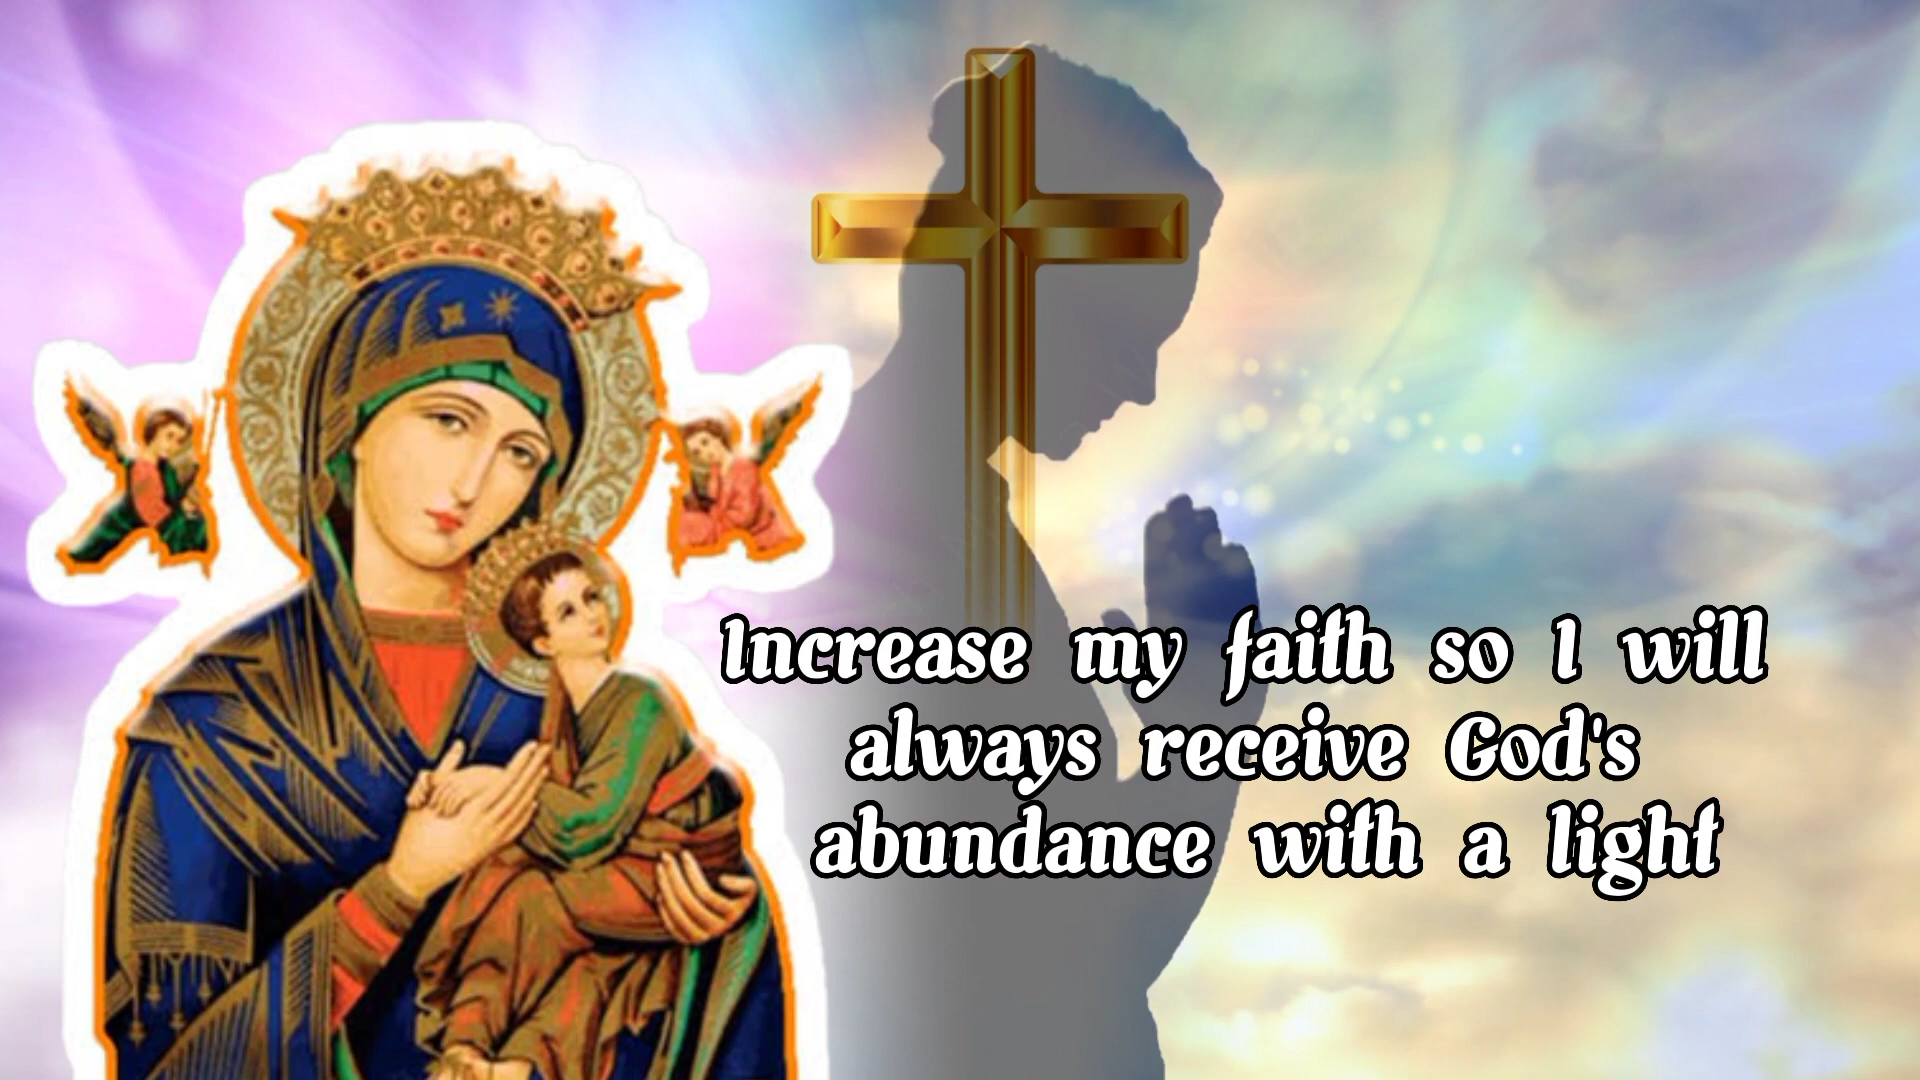 Increase my faith so I will
always receive God's
abundance with a light